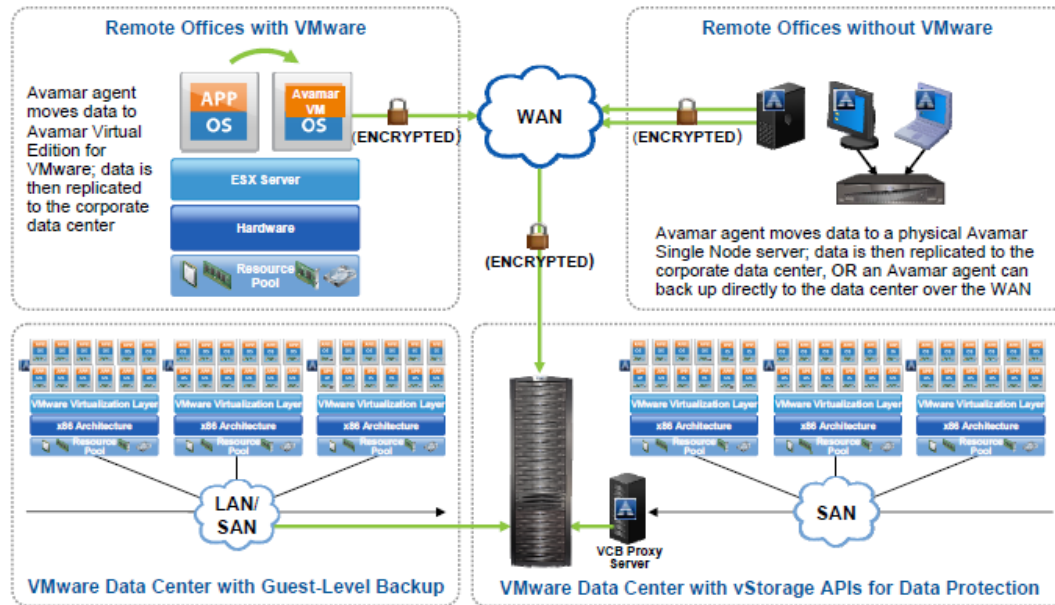 Remote Offices with VMware
Avamar agent
moves data to
Avamar Virtual
Edition for
VMware; data is
then replicated
to the corporate
data center
APP
OS
Avamar
VM
OS
ESX Server
Hardware
Resource
Pool
(ENCRYPTED)
WAN
(ENCRYPTED)
(ENCRYPTED)
Remote Offices without VMware
Avamar agent moves data to a physical Avamar
Single Node server; data is then replicated to the
corporate data center, OR an Avamar agent can
back up directly to the data center over the WAN
VMware Virtualization Layer
x86 Architecture
Resource
Pool
VMware Virtualization Layer
x86 Architecture
Resource
Pool
VMware Virtualization Layer
x86 Architecture
Resource
Pool
LAN/
SAN
VMware Data Center with Guest-Level Backup
VMware Virtualization Layer
x86 Architecture
Resource
Pool
VMware Virtualization Layer
x86 Architecture
Resource
Pool
VMware Virtualization Layer
x86 Architecture
Resource
Pool
VCB Proxy
Server
SAN
VMware Data Center with vStorage APIs for Data Protection